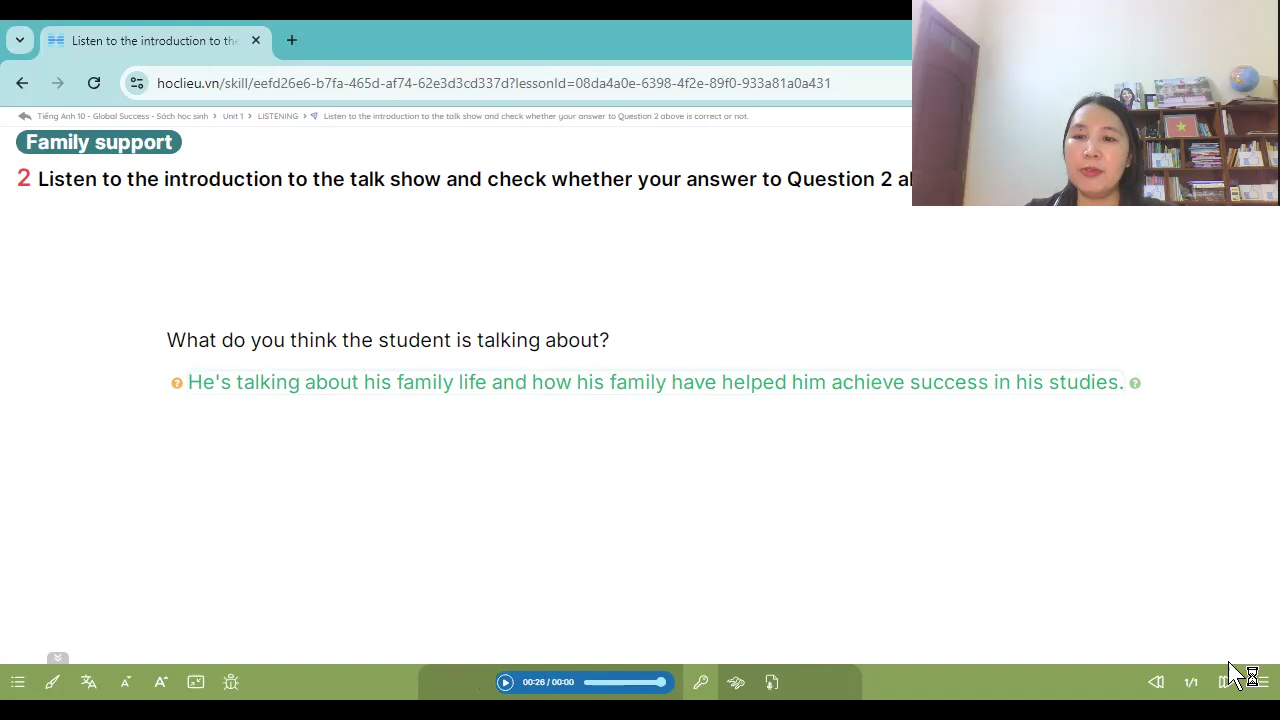 Listen to the introduction to the
hoclieu.vn/skill/eefd26e6-b7fa-465d-af74-62e3d3cd337d?lessonId=08da4a0e-6398-4f2e-89f0-933a81a0a431
Tiếng Anh 10 - Global Success - Sách học sinh > Unit 1 > LISTENING > Listen to the introduction to the talk show and check whether your answer to Question 2 above is correct or not.
Family support
2 Listen to the introduction to the talk show and check whether your answer to Question 2
What do you think the student is talking about?
He's talking about his family life and how his family have helped him achieve success in his studies.
00:26 / 00:00
1/1